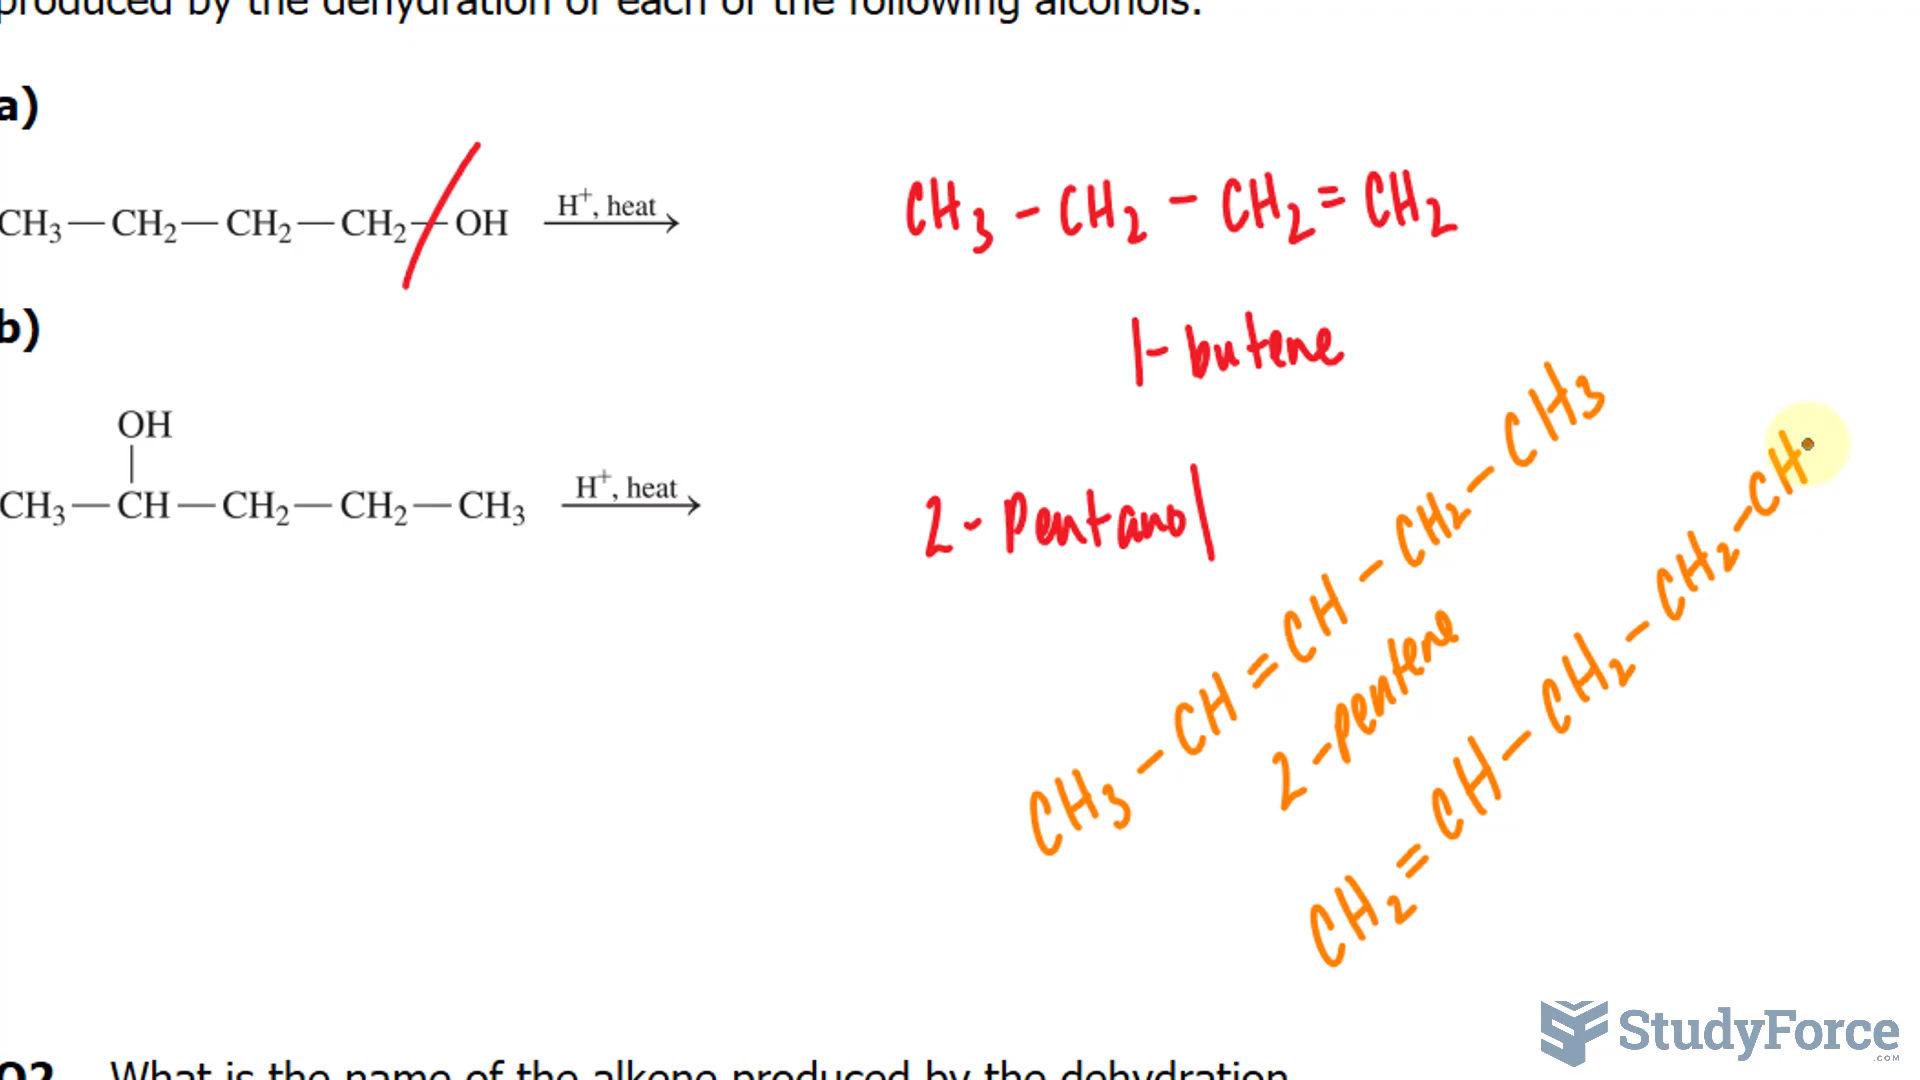 produced by the dehydration of each of the following alcohols.
a)
CH₃—CH₂—CH₂—CH₂—OH H⁺, heat
CH₃ - CH₂ - CH₂ = CH₂
1- butene
b)
OH
CH₃—CH—CH₂—CH₂—CH₃ H⁺, heat
2- Pentanol
CH₃ - CH = CH - CH₂ - CH₃
2-pentene
CH₂ = CH - CH₂ - CH₂ - CH
Q2 What is the name of the alkene produced by the dehydration
StudyForce
.COM